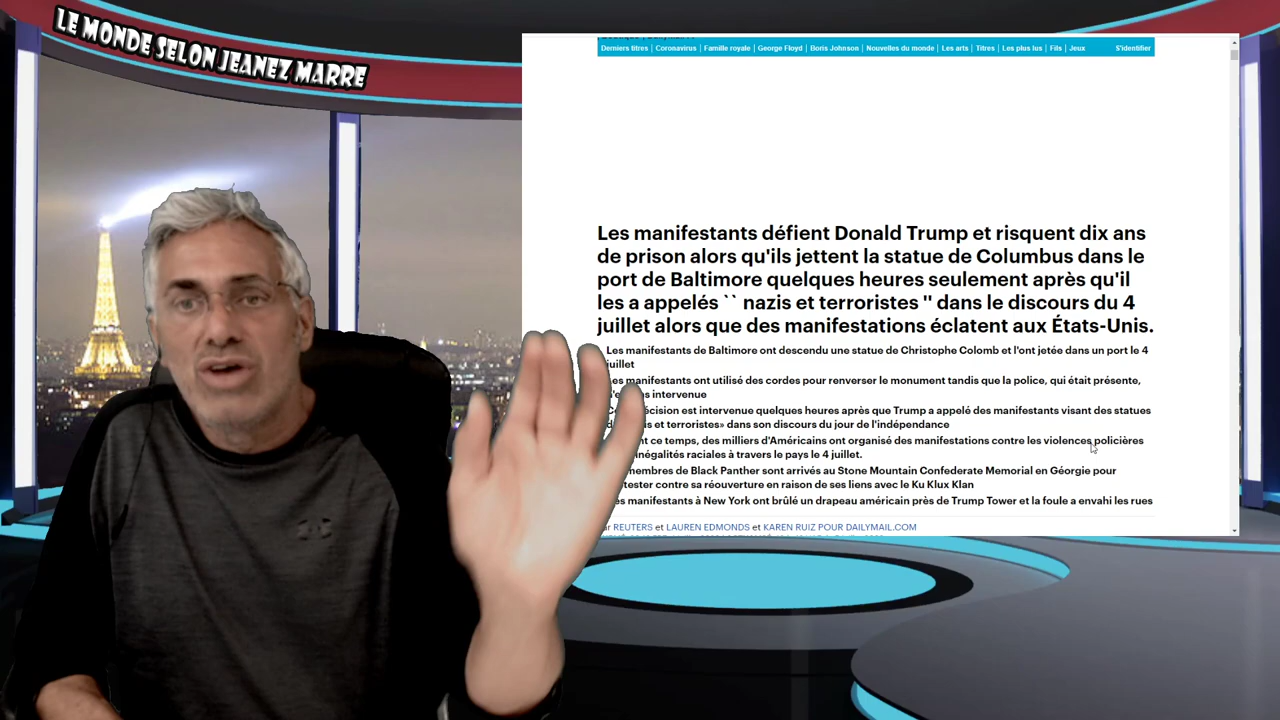 LE MONDE SELON JEANEZ MARRE
Derniers titres | Coronavirus | Famille royale | George Floyd | Boris Johnson | Nouvelles du monde | Les arts | Titres | Les plus lus | Fils | Jeux S'identifier
Les manifestants défient Donald Trump et risquent dix ans
de prison alors qu'ils jettent la statue de Columbus dans le
port de Baltimore quelques heures seulement après qu'il
les a appelés `` nazis et terroristes '' dans le discours du 4
juillet alors que des manifestations éclatent aux États-Unis.
Les manifestants de Baltimore ont descendu une statue de Christophe Colomb et l'ont jetée dans un port le 4
juillet
Les manifestants ont utilisé des cordes pour renverser le monument tandis que la police, qui était présente,
intervenue
est intervenue quelques heures après que Trump a appelé des manifestants visant des statues
et terroristes» dans son discours du jour de l'indépendance
ce temps, des milliers d'Américains ont organisé des manifestations contre les violences policières
inégalités raciales à travers le pays le 4 juillet.
membres de Black Panther sont arrivés au Stone Mountain Confederate Memorial en Géorgie pour
contre sa réouverture en raison de ses liens avec le Ku Klux Klan
manifestants à New York ont brûlé un drapeau américain près de Trump Tower et la foule a envahi les rues
REUTERS et LAUREN EDMONDS et KAREN RUIZ POUR DAILYMAIL.COM